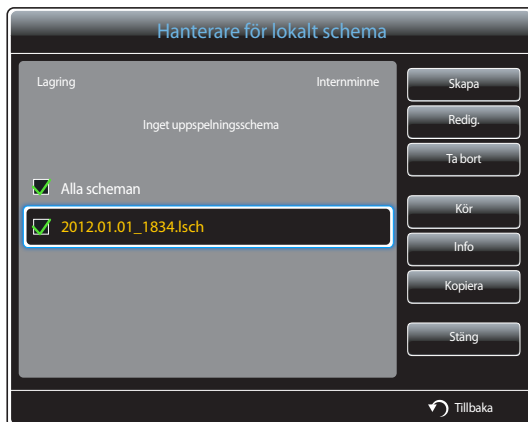 Hanterare för lokalt schema
Lagring Internminne
Inget uppspelningsschema
Alla scheman
2012.01.01_1834.lsch
Skapa
Redig.
Ta bort
Kör
Info
Kopiera
Stäng
Tillbaka